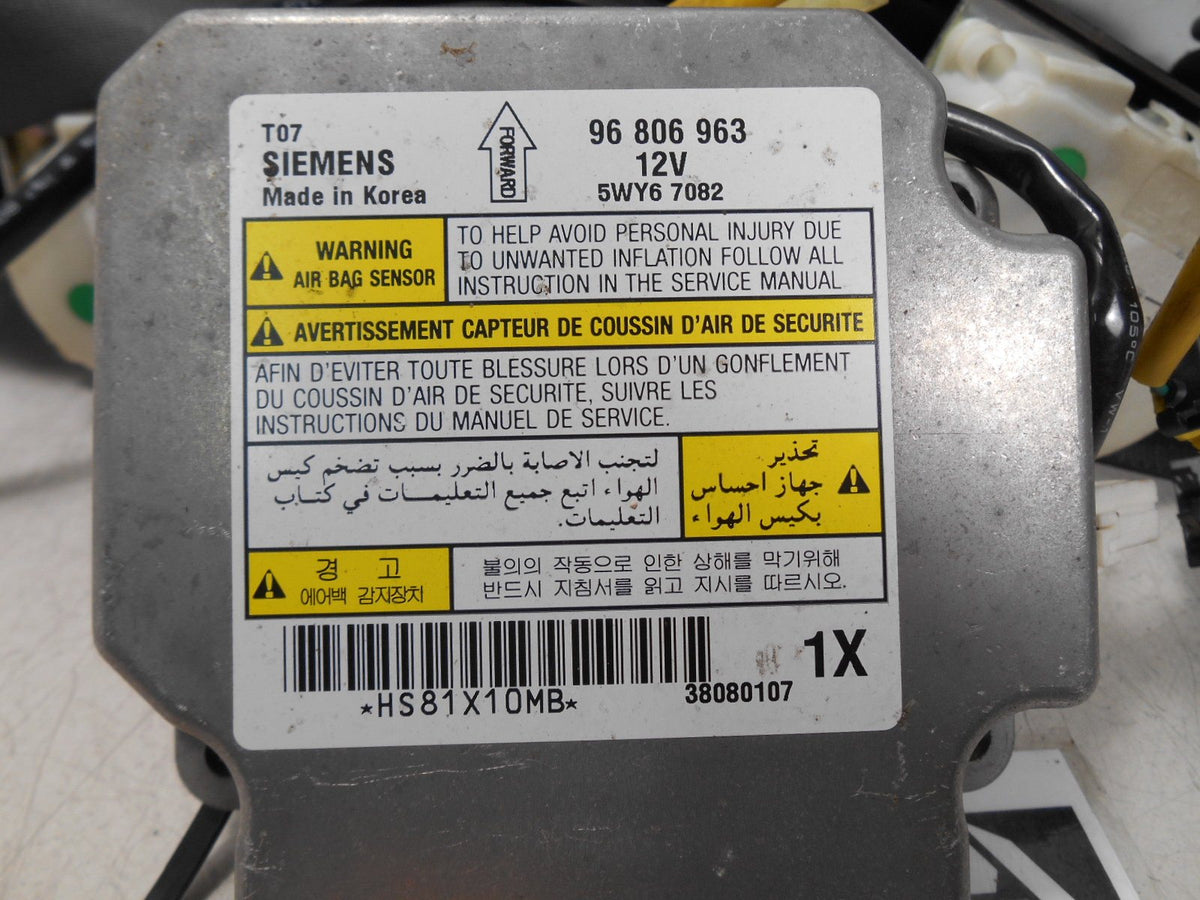 T07
SIEMENS
Made in Korea
FORWARD
96 806 963
12V
5WY6 7082
WARNING
AIR BAG SENSOR
TO HELP AVOID PERSONAL INJURY DUE
TO UNWANTED INFLATION FOLLOW ALL
INSTRUCTION IN THE SERVICE MANUAL
AVERTISSEMENT CAPTEUR DE COUSSIN D'AIR DE SECURITE
AFIN D'EVITER TOUTE BLESSURE LORS D'UN GONFLEMENT
DU COUSSIN D'AIR DE SECURITE, SUIVRE LES
INSTRUCTIONS DU MANUEL DE SERVICE.
تحذير
جهاز احساس
بكيس الهواء
لتجنب الاصابة بالضرر بسبب تضخم كيس
الهواء اتبع جميع التعليمات في كتاب
التعليمات.
경 고
에어백 감지장치
불의의 작동으로 인한 상해를 막기위해
반드시 지침서를 읽고 지시를 따르시오.
*HS81X10MB*
38080107
1X
105°C